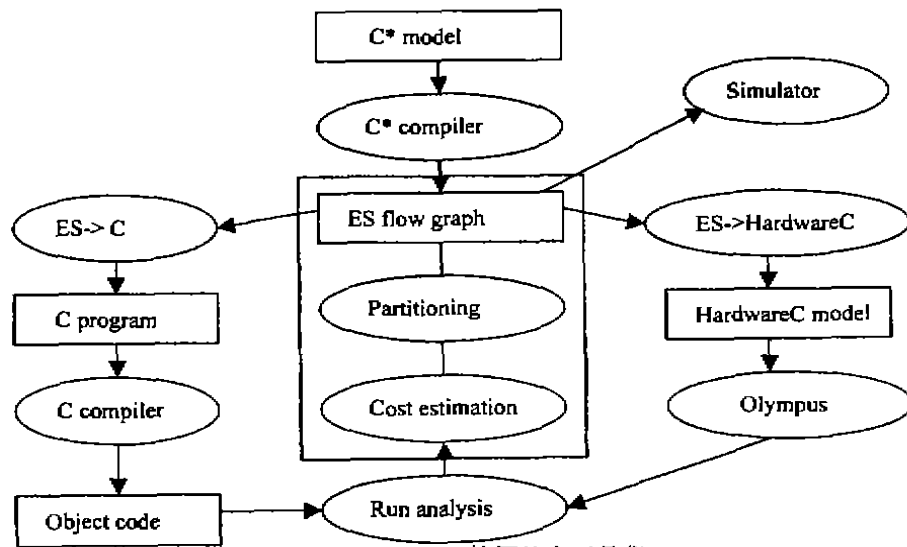 C* model
Simulator
C* compiler
ES-> C
ES flow graph
ES->HardwareC
C program
Partitioning
HardwareC model
C compiler
Cost estimation
Olympus
Object code
Run analysis